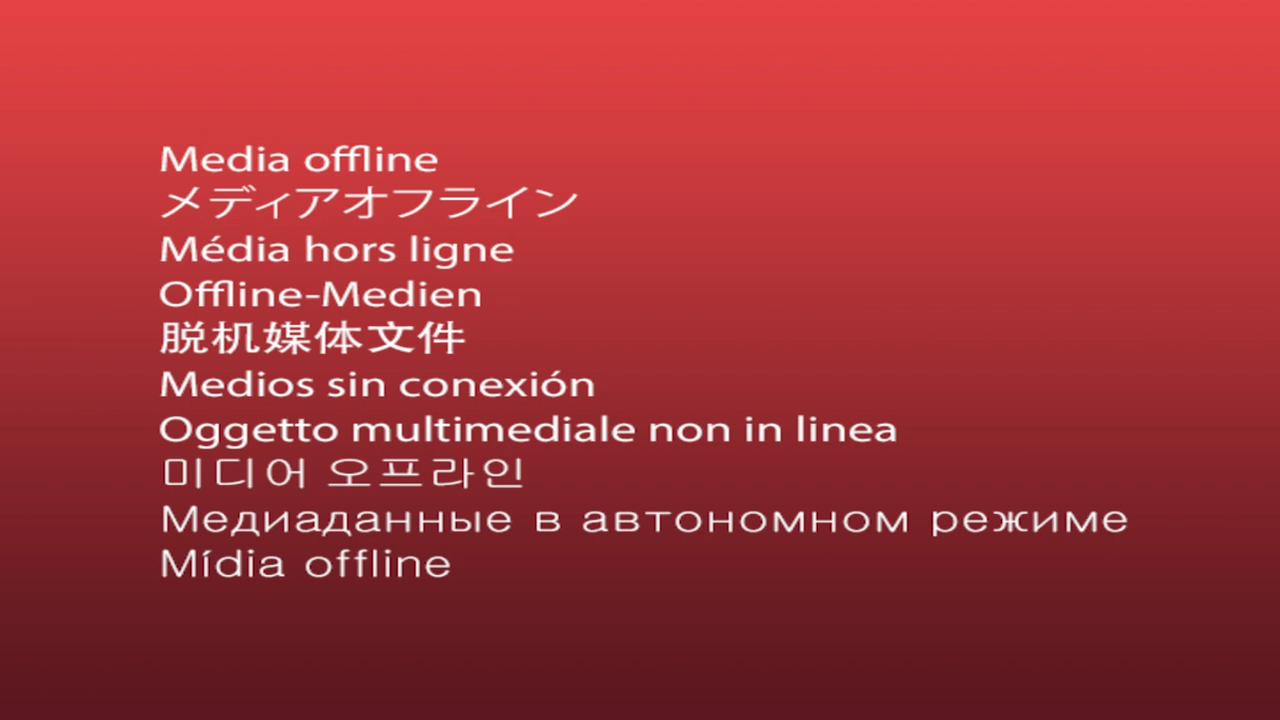 Media offline
メディアオフライン
Média hors ligne
Offline-Medien
脱机媒体文件
Medios sin conexión
Oggetto multimediale non in linea
미디어 오프라인
Медиаданные в автономном режиме
Mídia offline